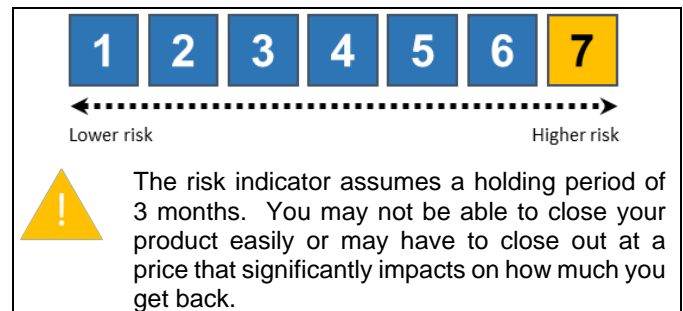 1 2 3 4 5 6 7
Lower risk Higher risk
!
The risk indicator assumes a holding period of
3 months. You may not be able to close your
product easily or may have to close out at a
price that significantly impacts on how much you
get back.